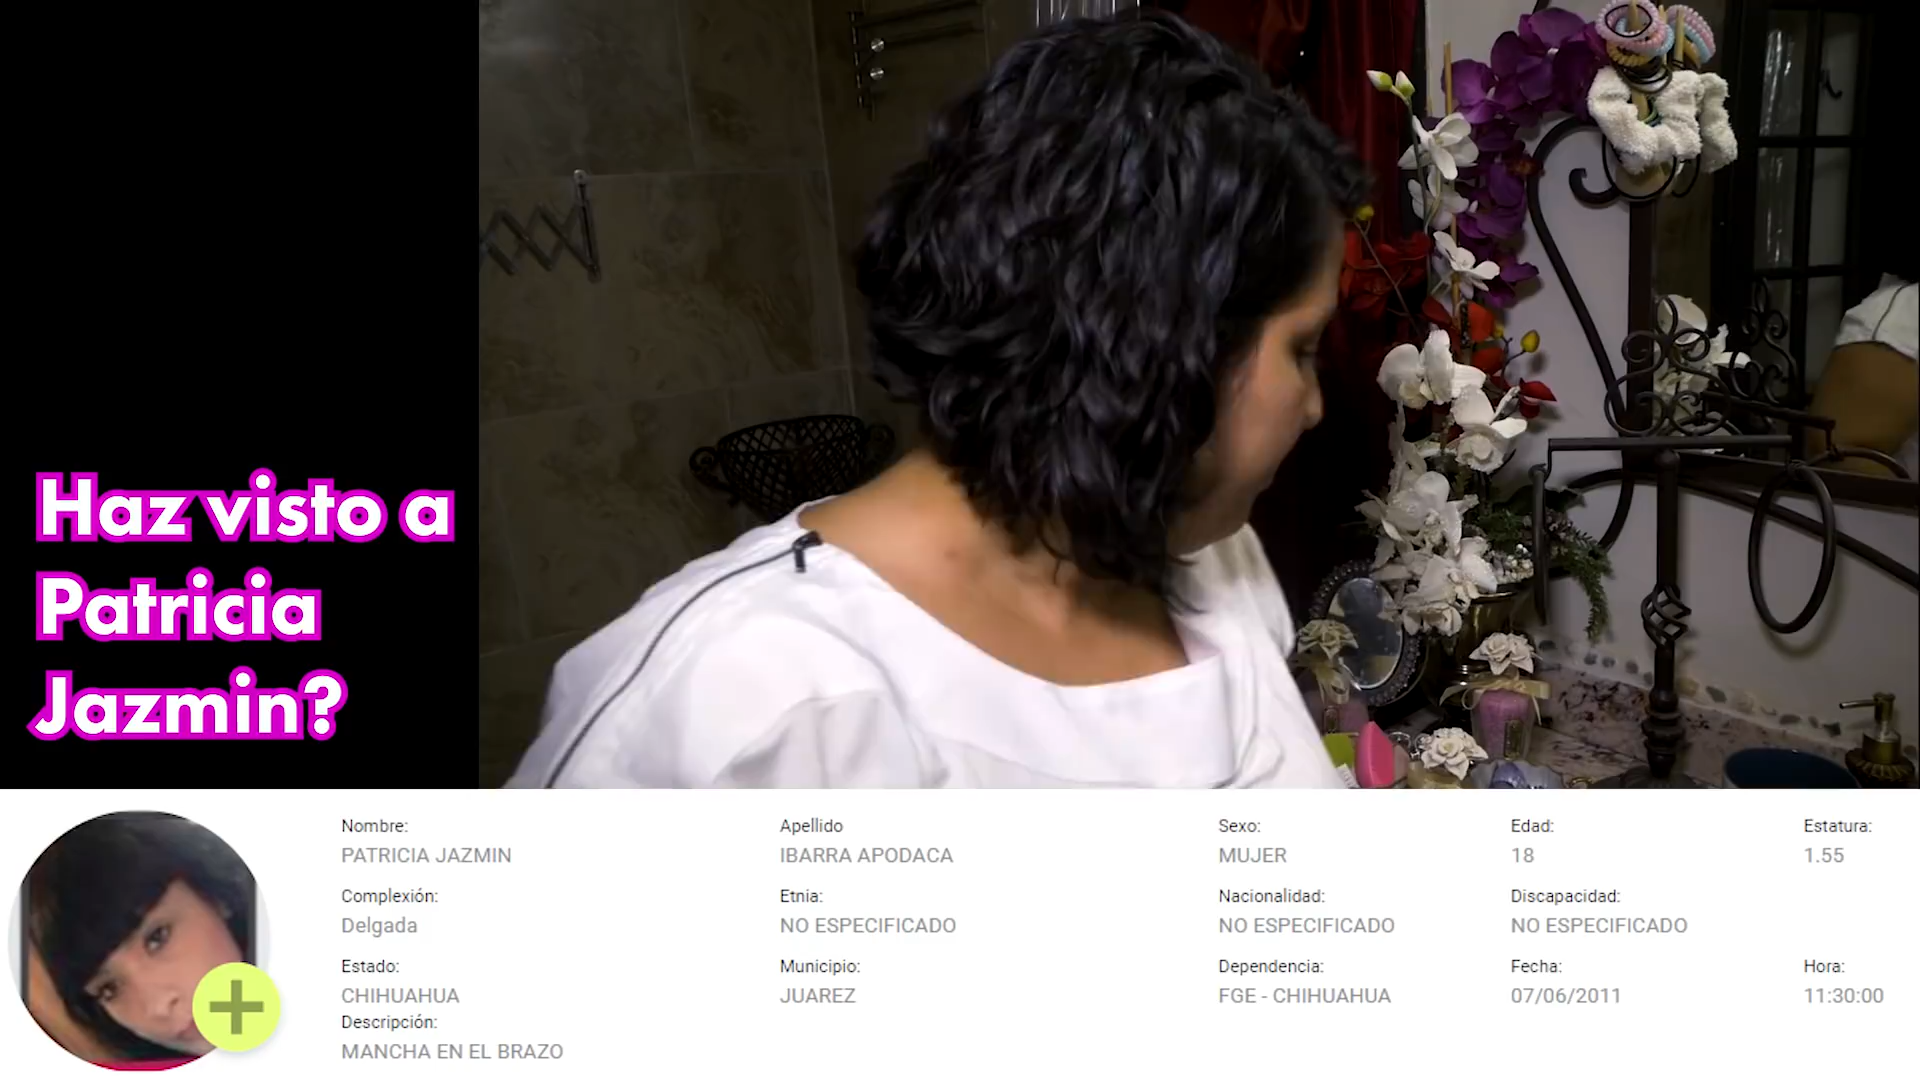 Haz visto a
Patricia
Jazmin?
Nombre: Apellido Sexo: Edad: Estatura:
PATRICIA JAZMIN IBARRA APODACA MUJER 18 1.55
Complexión: Etnia: Nacionalidad: Discapacidad:
Delgada NO ESPECIFICADO NO ESPECIFICADO NO ESPECIFICADO
Estado: Municipio: Dependencia: Fecha: Hora:
CHIHUAHUA JUAREZ FGE - CHIHUAHUA 07/06/2011 11:30:00
Descripción:
MANCHA EN EL BRAZO